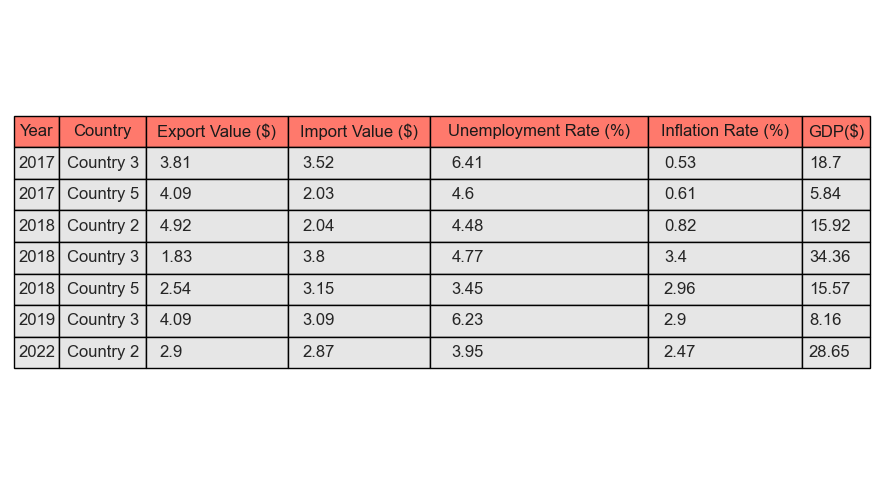 Year Country Export Value ($) Import Value ($) Unemployment Rate (%) Inflation Rate (%) GDP($)
2017 Country 3 3.81 3.52 6.41 0.53 18.7
2017 Country 5 4.09 2.03 4.6 0.61 5.84
2018 Country 2 4.92 2.04 4.48 0.82 15.92
2018 Country 3 1.83 3.8 4.77 3.4 34.36
2018 Country 5 2.54 3.15 3.45 2.96 15.57
2019 Country 3 4.09 3.09 6.23 2.9 8.16
2022 Country 2 2.9 2.87 3.95 2.47 28.65